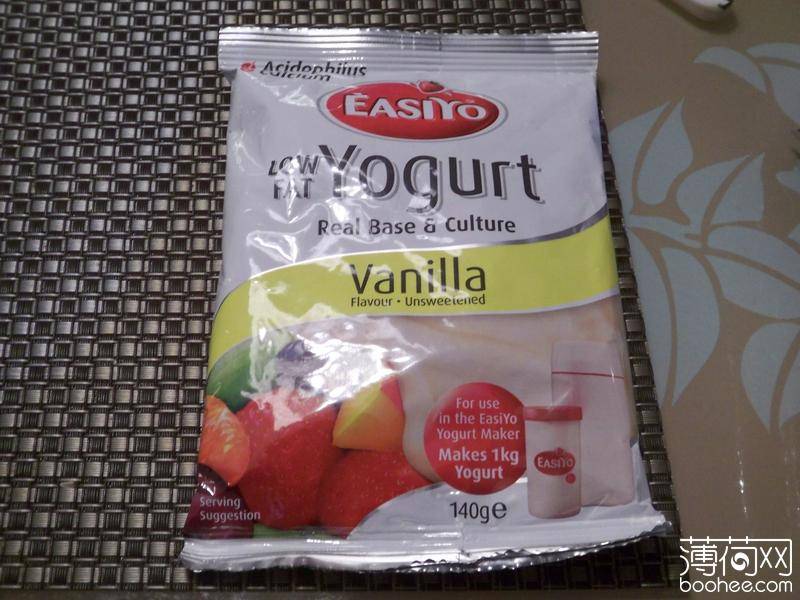 Acidophilus
calcium
EASIYO
LOW
FAT
Yogurt
Real Base & Culture
Vanilla
Flavour • Unsweetened
For use
in the EasiYo
Yogurt Maker
Makes 1kg
Yogurt
EASIYO
Serving
Suggestion
140g℮
薄荷网
boohee.com